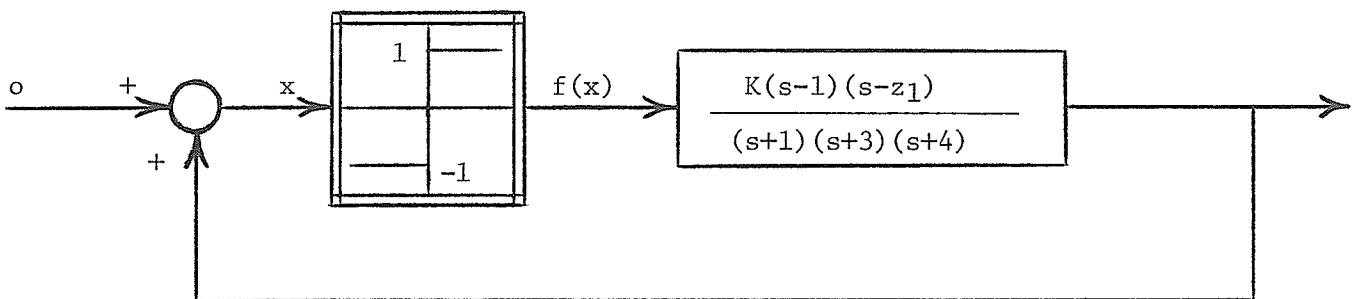 o
+
+
x
1
-1
f(x)
K(s-1)(s-z1)
(s+1)(s+3)(s+4)